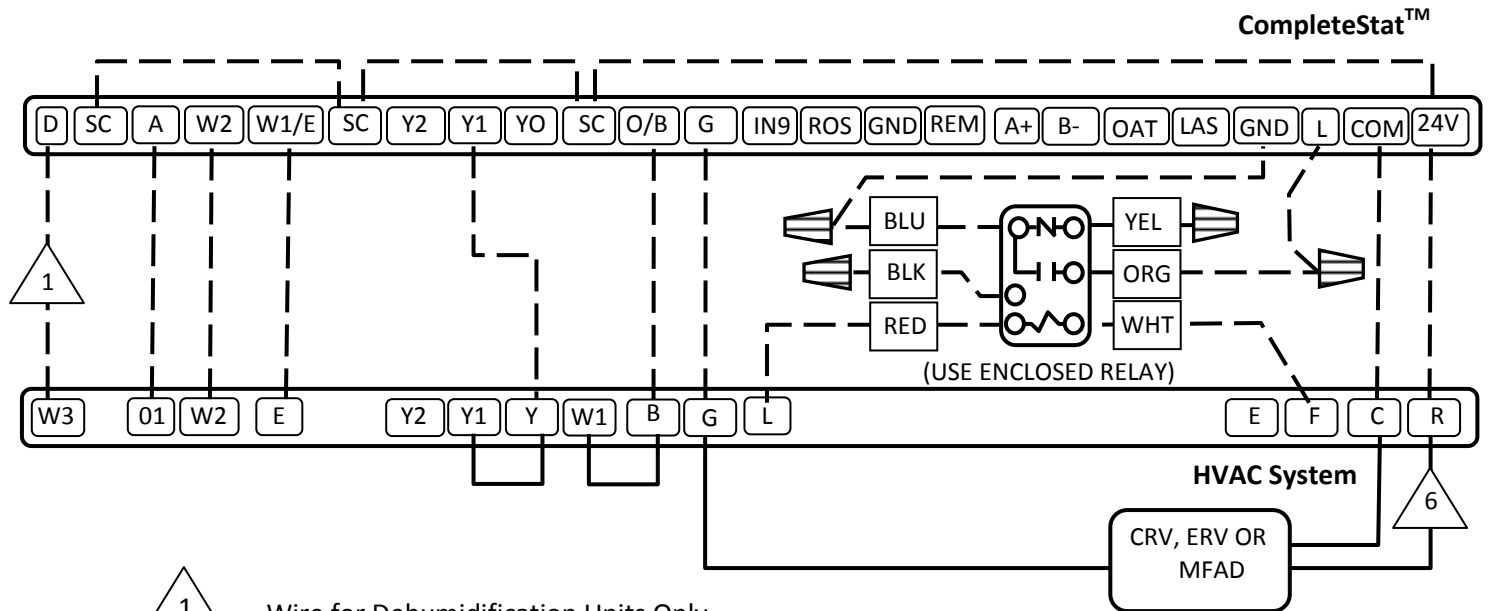 CompleteStat™
D SC A W2 W1/E SC Y2 Y1 YO SC O/B G IN9 ROS GND REM A+ B- OAT LAS GND L COM 24V
BLU YEL
1
BLK ORG
RED WHT
(USE ENCLOSED RELAY)
W3 01 W2 E Y2 Y1 Y W1 B G L E F C R
HVAC System
6
CRV, ERV OR
MFAD
1 Wire for Dehumidification Units Only